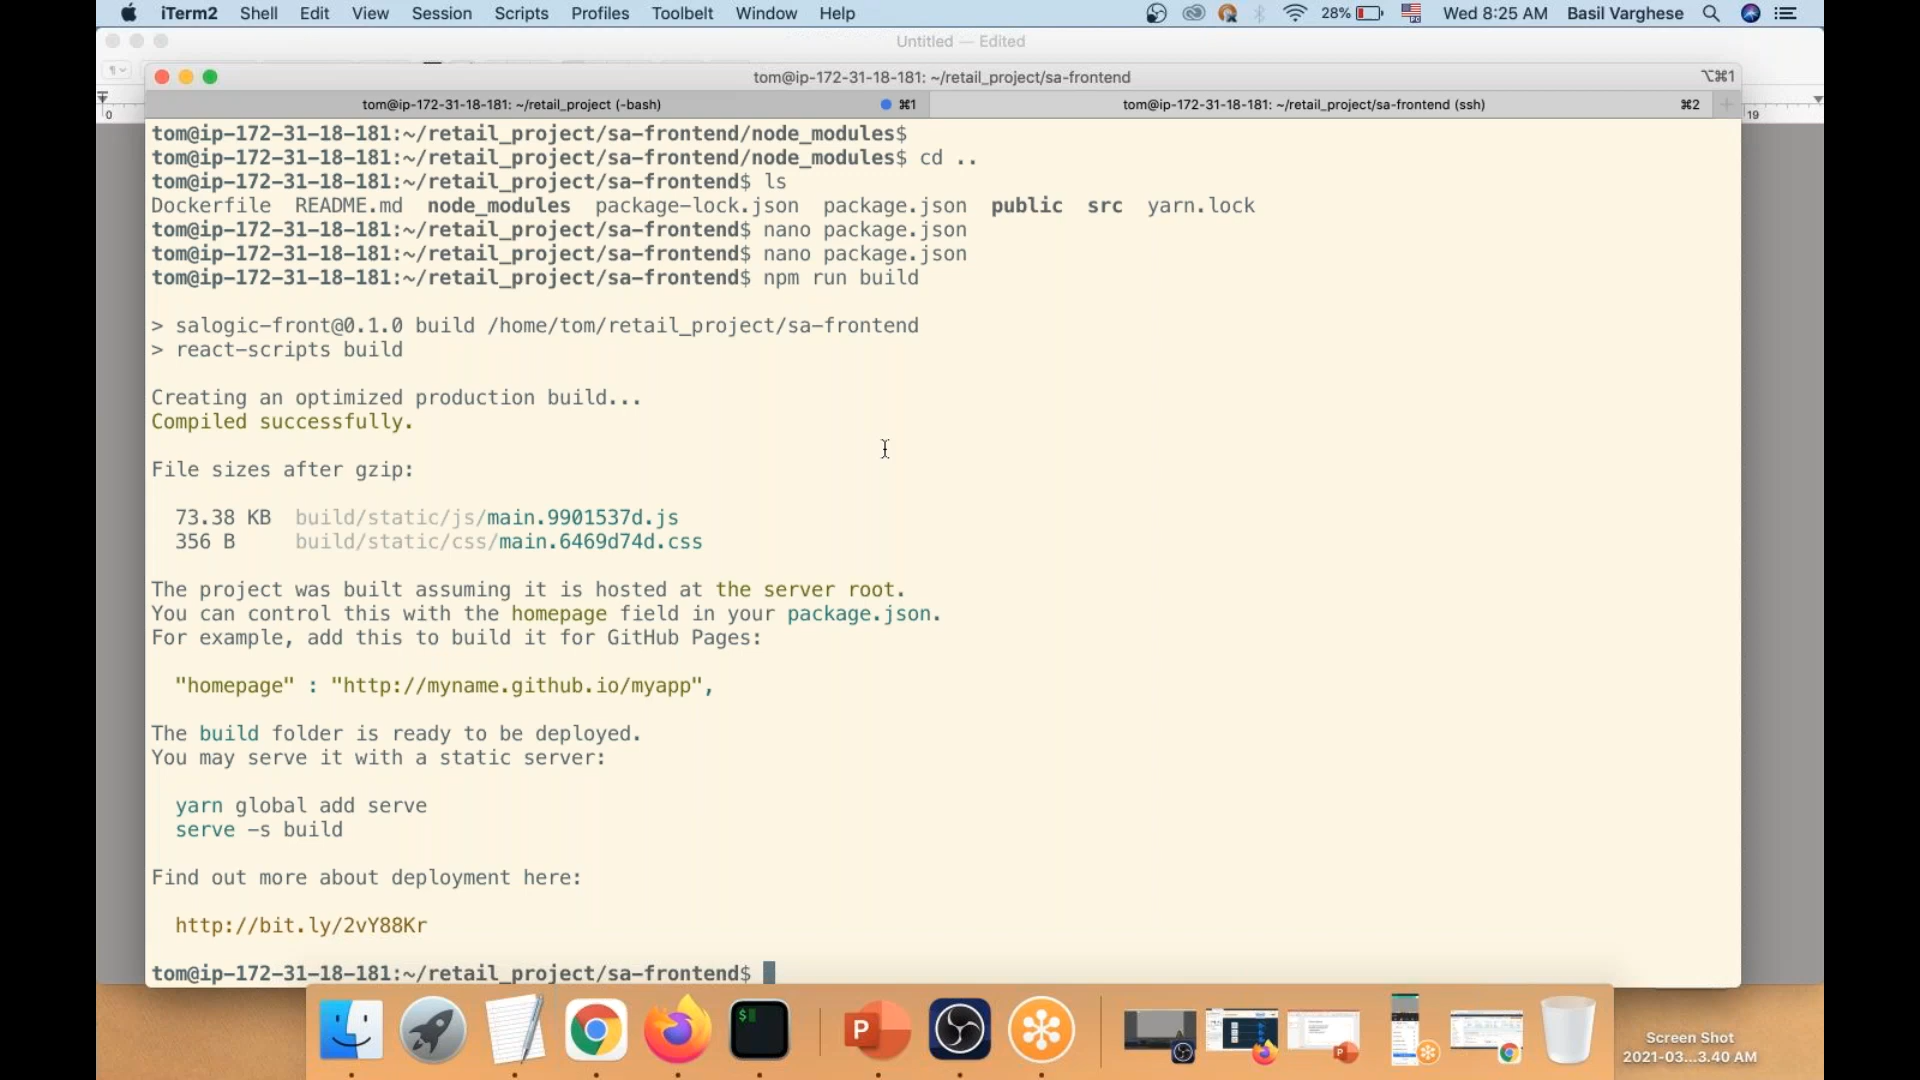 iTerm2 Shell Edit View Session Scripts Profiles Toolbelt Window Help 28% Wed 8:25 AM Basil Varghese
Untitled — Edited
tom@ip-172-31-18-181: ~/retail_project/sa-frontend ⌥⌘1
tom@ip-172-31-18-181: ~/retail_project (-bash) ⌘1 tom@ip-172-31-18-181: ~/retail_project/sa-frontend (ssh) ⌘2
0 19
tom@ip-172-31-18-181:~/retail_project/sa-frontend/node_modules$
tom@ip-172-31-18-181:~/retail_project/sa-frontend/node_modules$ cd ..
tom@ip-172-31-18-181:~/retail_project/sa-frontend$ ls
Dockerfile README.md node_modules package-lock.json package.json public src yarn.lock
tom@ip-172-31-18-181:~/retail_project/sa-frontend$ nano package.json
tom@ip-172-31-18-181:~/retail_project/sa-frontend$ nano package.json
tom@ip-172-31-18-181:~/retail_project/sa-frontend$ npm run build
> salogic-front@0.1.0 build /home/tom/retail_project/sa-frontend
> react-scripts build
Creating an optimized production build...
Compiled successfully.
File sizes after gzip:
73.38 KB build/static/js/main.9901537d.js
356 B build/static/css/main.6469d74d.css
The project was built assuming it is hosted at the server root.
You can control this with the homepage field in your package.json.
For example, add this to build it for GitHub Pages:
"homepage" : "http://myname.github.io/myapp",
The build folder is ready to be deployed.
You may serve it with a static server:
yarn global add serve
serve -s build
Find out more about deployment here:
http://bit.ly/2vY88Kr
tom@ip-172-31-18-181:~/retail_project/sa-frontend$
$
P
Screen Shot
2021-03...3.40 AM